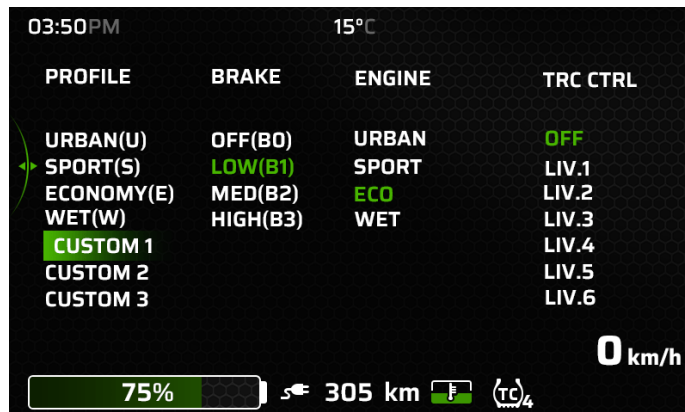 03:50PM 15°C
PROFILE BRAKE ENGINE TRC CTRL
URBAN(U) OFF(B0) URBAN OFF
SPORT(S) LOW(B1) SPORT LIV.1
ECONOMY(E) MED(B2) ECO LIV.2
WET(W) HIGH(B3) WET LIV.3
CUSTOM 1 LIV.4
CUSTOM 2 LIV.5
CUSTOM 3 LIV.6
0 km/h
75% 305 km TC 4